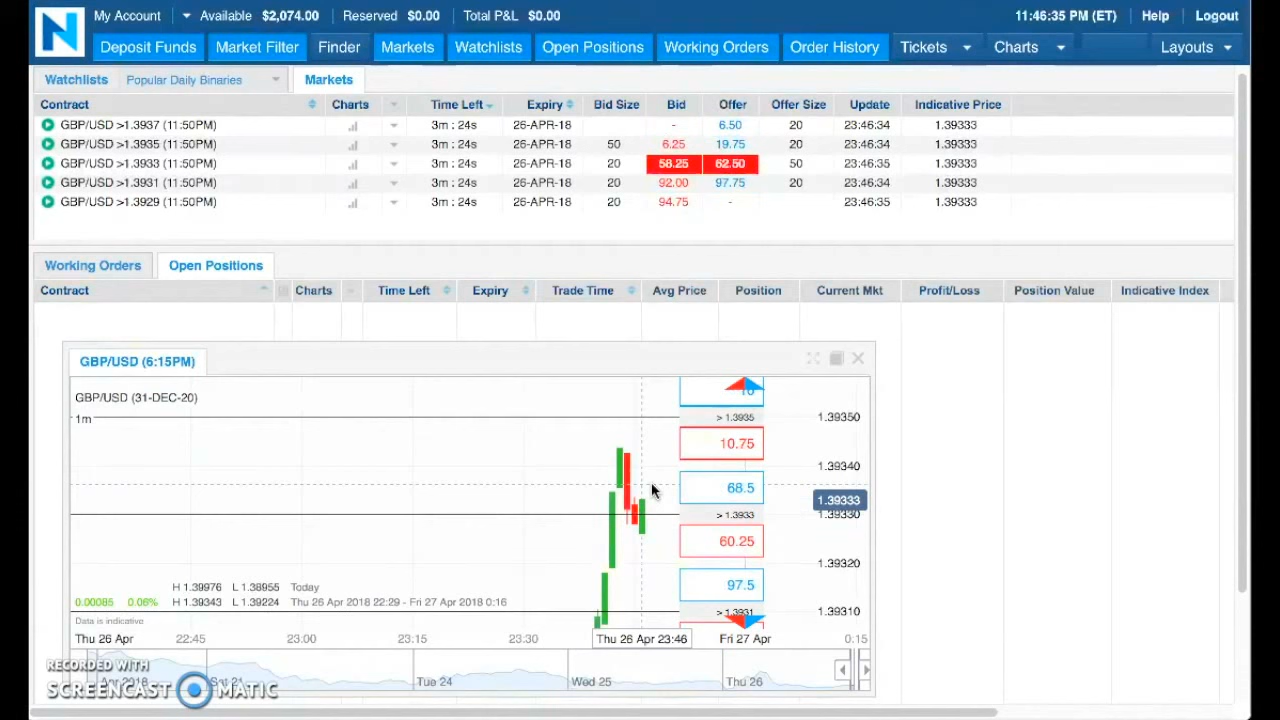 N My Account Available $2,074.00 Reserved $0.00 Total P&L $0.00 11:46:35 PM (ET) Help Logout
Deposit Funds Market Filter Finder Markets Watchlists Open Positions Working Orders Order History Tickets Charts Layouts
Watchlists Popular Daily Binaries Markets
Contract Charts Time Left Expiry Bid Size Bid Offer Offer Size Update Indicative Price
GBP/USD >1.3937 (11:50PM) 3m : 24s 26-APR-18 - 6.50 20 23:46:34 1.39333
GBP/USD >1.3935 (11:50PM) 3m : 24s 26-APR-18 50 6.25 19.75 20 23:46:34 1.39333
GBP/USD >1.3933 (11:50PM) 3m : 24s 26-APR-18 20 58.25 62.50 50 23:46:35 1.39333
GBP/USD >1.3931 (11:50PM) 3m : 24s 26-APR-18 20 92.00 97.75 20 23:46:34 1.39333
GBP/USD >1.3929 (11:50PM) 3m : 24s 26-APR-18 20 94.75 - 23:46:35 1.39333
Working Orders Open Positions
Contract Charts Time Left Expiry Trade Time Avg Price Position Current Mkt Profit/Loss Position Value Indicative Index
GBP/USD (6:15PM)
GBP/USD (31-DEC-20) 10
1m > 1.3935 1.39350
10.75
1.39340
68.5
1.39333
> 1.3933 1.39330
60.25
1.39320
97.5
H 1.39976 L 1.38955 Today
0.00085 0.06% H 1.39343 L 1.39224 Thu 26 Apr 2018 22:29 - Fri 27 Apr 2018 0:16
> 1.3931 1.39310
Data is indicative
Thu 26 Apr 22:45 23:00 23:15 23:30 Thu 26 Apr 23:46 Fri 27 Apr 0:15
RECORDED WITH
SCREENCAST MATIC
Apr 2018 Sat 21 Tue 24 Wed 25 Thu 26